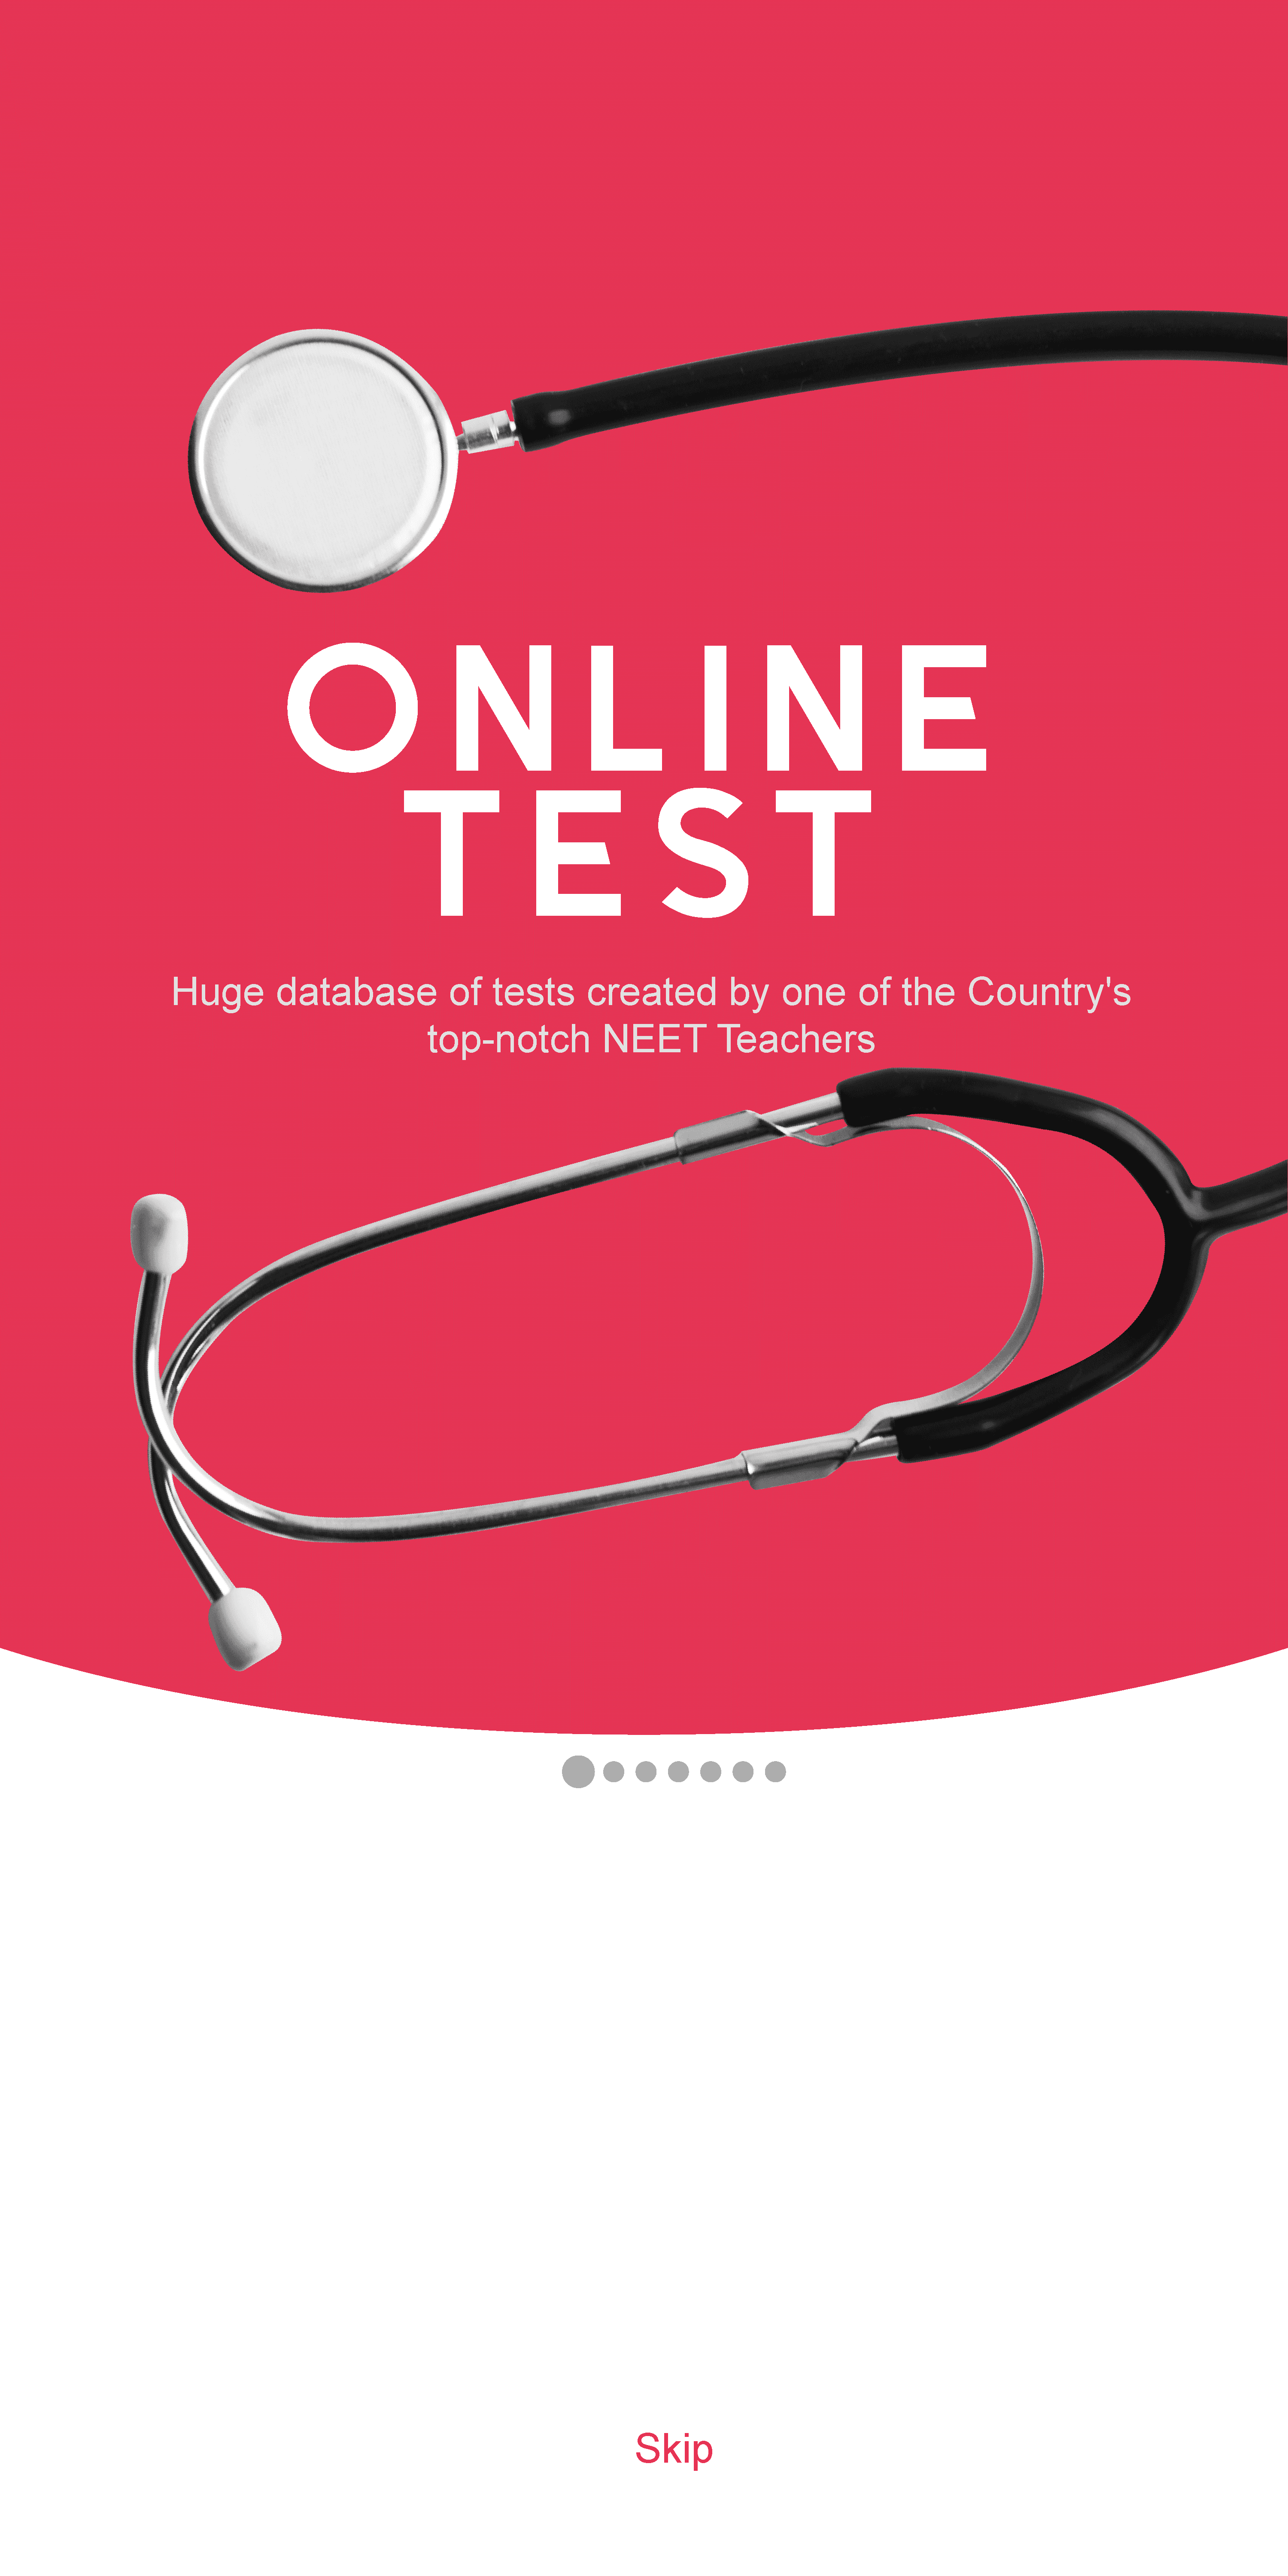 ONLINE
TEST
Huge database of tests created by one of the Country's
top-notch NEET Teachers
Skip